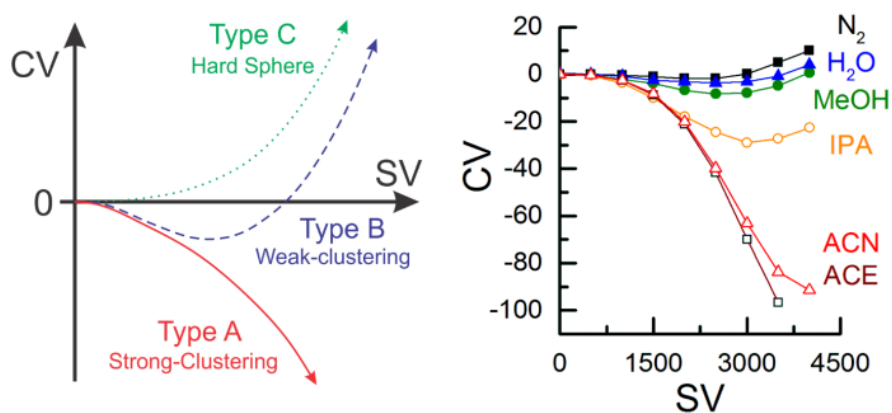 CV
Type C
Hard Sphere
SV
0
Type B
Weak-clustering
Type A
Strong-Clustering
20
0
-20
-40
-60
-80
-100
CV
N2
H2O
MeOH
IPA
ACN
ACE
0
1500
3000
4500
SV